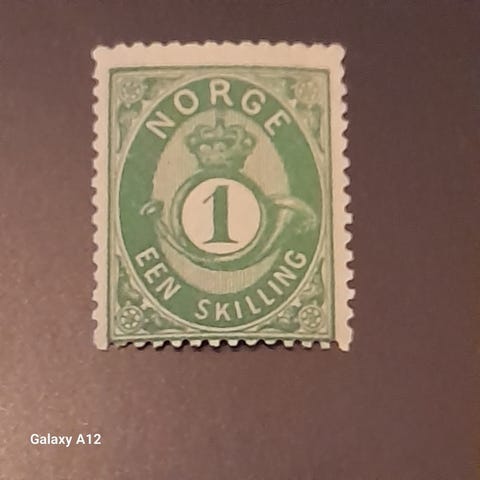 NORGE
1
EEN SKILLING
Galaxy A12